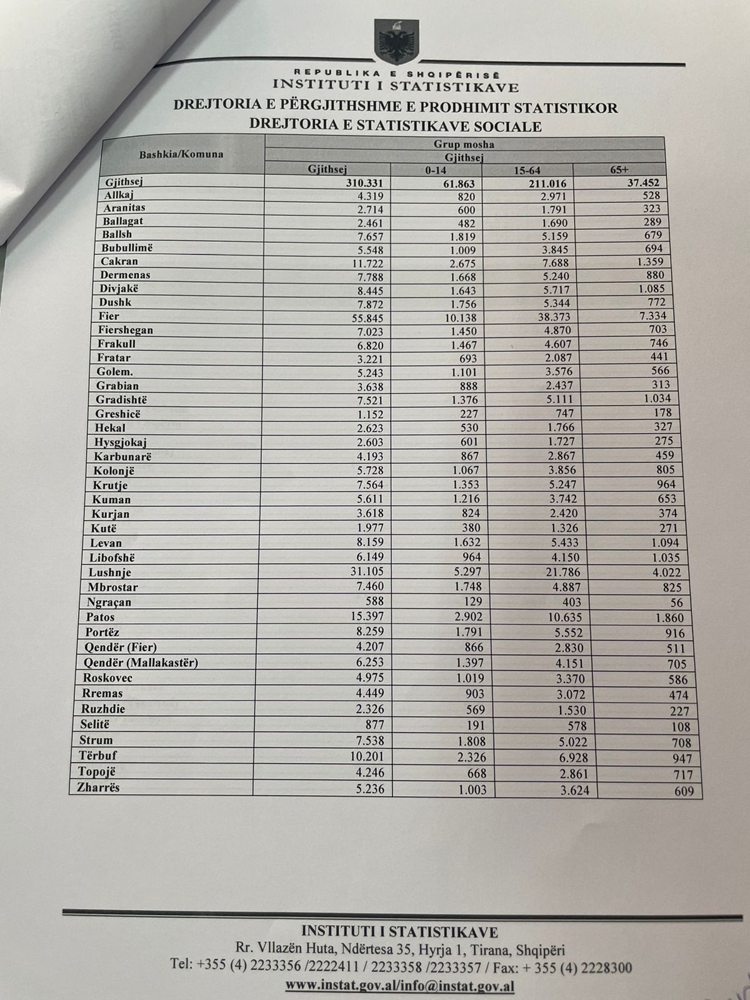 REPUBLIKA E SHQIPËRISË
INSTITUTI I STATISTIKAVE
DREJTORIA E PËRGJITHSHME E PRODHIMIT STATISTIKOR
DREJTORIA E STATISTIKAVE SOCIALE
Bashkia/Komuna Grup mosha
Gjithsej
Gjithsej 0-14 15-64 65+
Gjithsej 310.331 61.863 211.016 37.452
Allkaj 4.319 820 2.971 528
Aranitas 2.714 600 1.791 323
Ballagat 2.461 482 1.690 289
Ballsh 7.657 1.819 5.159 679
Bubullimë 5.548 1.009 3.845 694
Cakran 11.722 2.675 7.688 1.359
Dermenas 7.788 1.668 5.240 880
Divjakë 8.445 1.643 5.717 1.085
Dushk 7.872 1.756 5.344 772
Fier 55.845 10.138 38.373 7.334
Fiershegan 7.023 1.450 4.870 703
Frakull 6.820 1.467 4.607 746
Fratar 3.221 693 2.087 441
Golem. 5.243 1.101 3.576 566
Grabian 3.638 888 2.437 313
Gradishtë 7.521 1.376 5.111 1.034
Greshicë 1.152 227 747 178
Hekal 2.623 530 1.766 327
Hysgjokaj 2.603 601 1.727 275
Karbunarë 4.193 867 2.867 459
Kolonjë 5.728 1.067 3.856 805
Krutje 7.564 1.353 5.247 964
Kuman 5.611 1.216 3.742 653
Kurjan 3.618 824 2.420 374
Kutë 1.977 380 1.326 271
Levan 8.159 1.632 5.433 1.094
Libofshë 6.149 964 4.150 1.035
Lushnje 31.105 5.297 21.786 4.022
Mbrostar 7.460 1.748 4.887 825
Ngraçan 588 129 403 56
Patos 15.397 2.902 10.635 1.860
Portëz 8.259 1.791 5.552 916
Qendër (Fier) 4.207 866 2.830 511
Qendër (Mallakastër) 6.253 1.397 4.151 705
Roskovec 4.975 1.019 3.370 586
Rremas 4.449 903 3.072 474
Ruzhdie 2.326 569 1.530 227
Selitë 877 191 578 108
Strum 7.538 1.808 5.022 708
Tërbuf 10.201 2.326 6.928 947
Topojë 4.246 668 2.861 717
Zharrës 5.236 1.003 3.624 609
INSTITUTI I STATISTIKAVE
Rr. Vllazën Huta, Ndërtesa 35, Hyrja 1, Tirana, Shqipëri
Tel: +355 (4) 2233356 /2222411 / 2233358 /2233357 / Fax: + 355 (4) 2228300
www.instat.gov.al/info@instat.gov.al